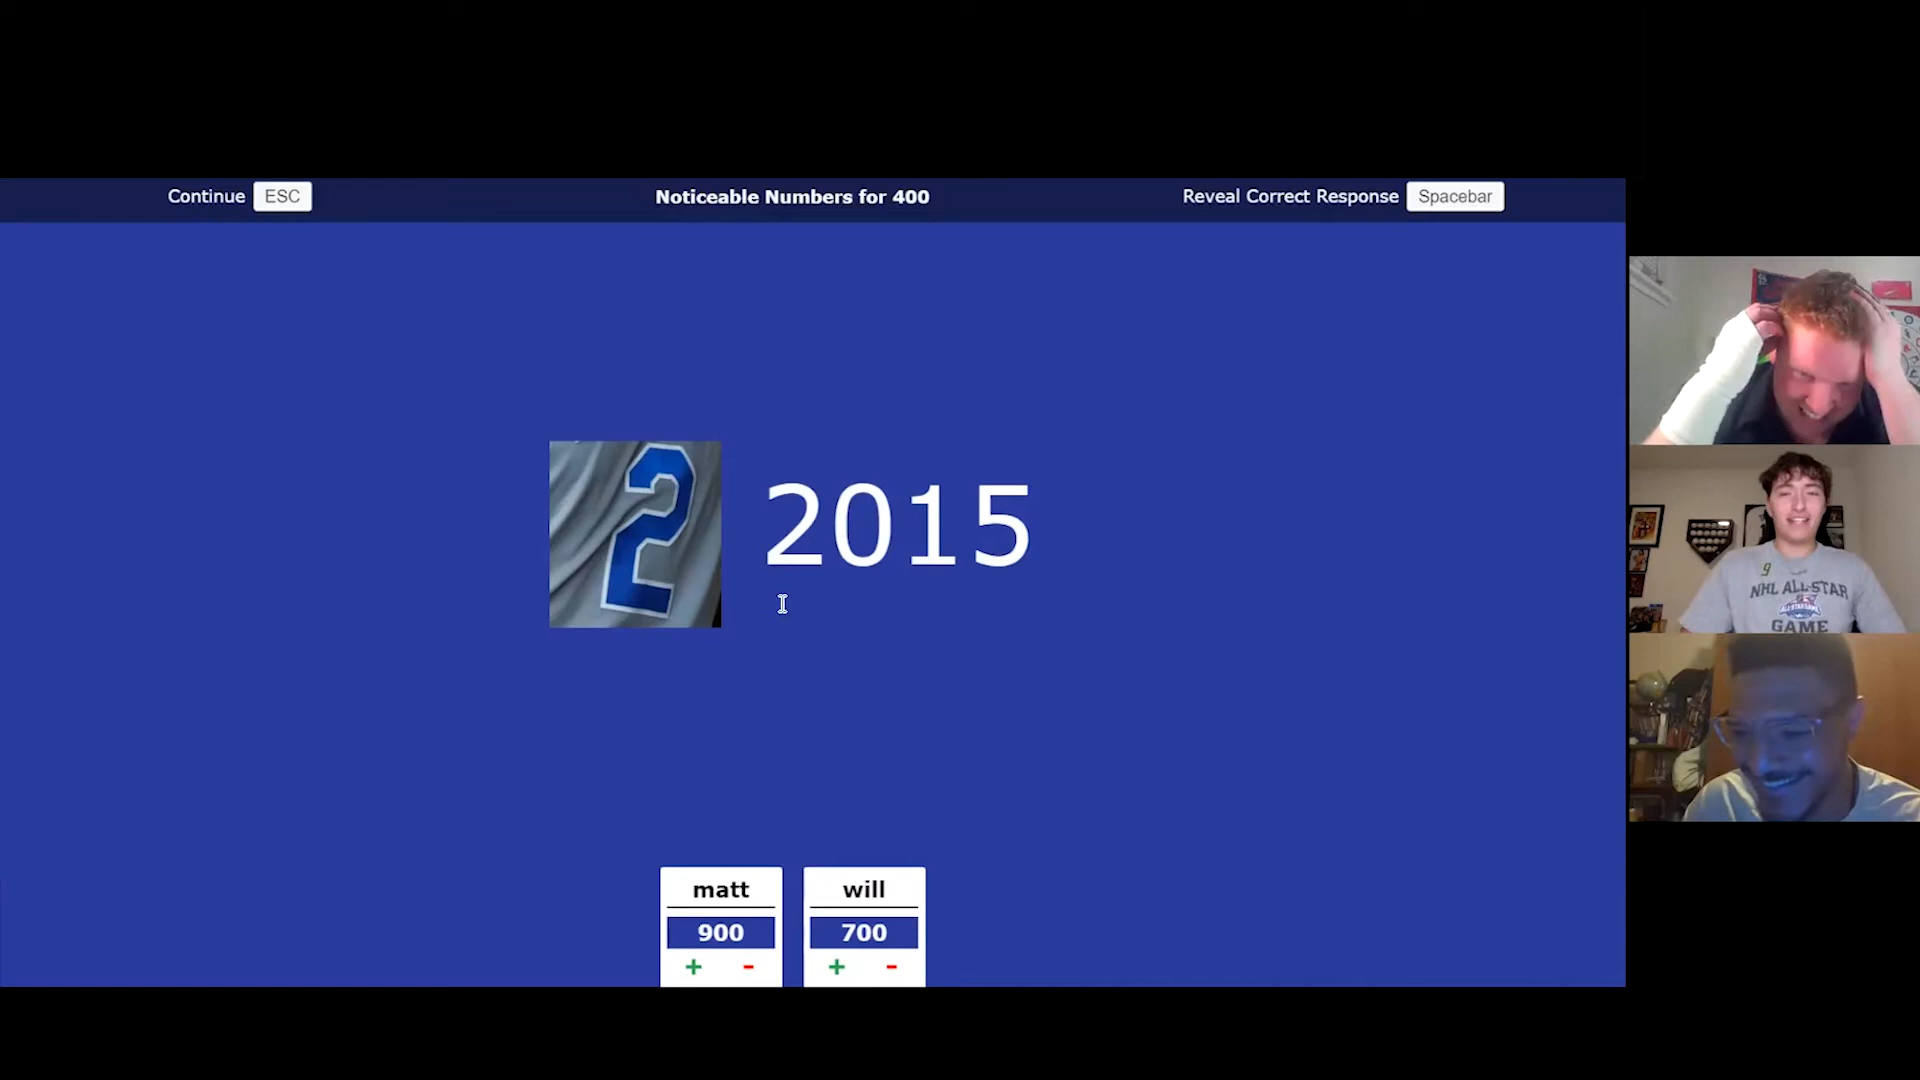 Continue ESC
Noticeable Numbers for 400
Reveal Correct Response Spacebar
2
2015
matt
900
+ -
will
700
+ -
9
NHL ALL-STAR
GAME